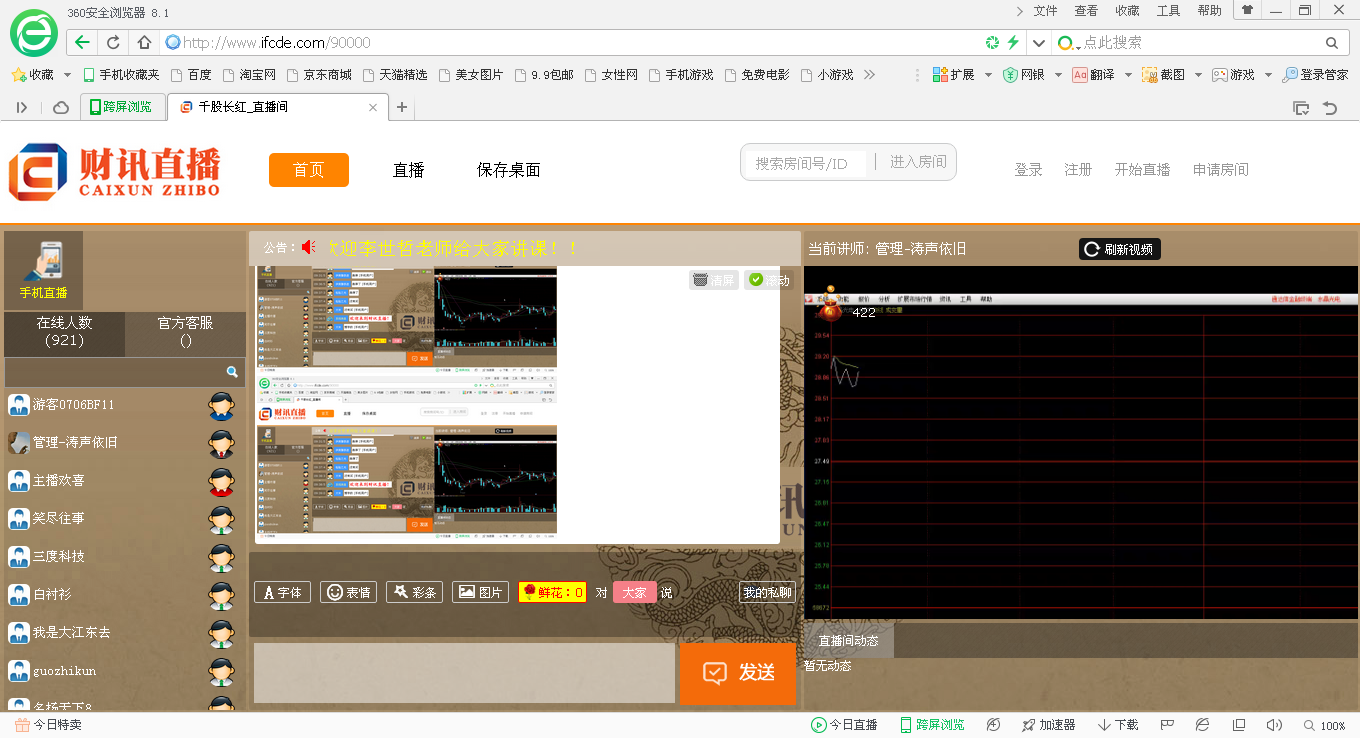 360安全浏览器 8.1
文件 查看 收藏 工具 帮助
http://www.ifcde.com/90000
点此搜索
收藏 手机收藏夹 百度 淘宝网 京东商城 天猫精选 美女图片 9.9包邮 女性网 手机游戏 免费电影 小游戏
扩展 网银 翻译 截图 游戏 登录管家
跨屏浏览 千股长红_直播间
财讯直播
CAIXUN ZHIBO
首页 直播 保存桌面
搜索房间号/ID 进入房间
登录 注册 开始直播 申请房间
手机直播
公告：
欢迎李世哲老师给大家讲课！！
当前讲师: 管理-涛声依旧
刷新视频
清屏 滚动
在线人数
(921)
官方客服
()
游客0706BF11
管理-涛声依旧
主播欢喜
笑尽往事
三度科技
白衬衫
我是大江东去
guozhikun
名扬天下8
422
字体 表情 彩条 图片 鲜花：0 对 大家 说 我的私聊
发送
直播间动态
暂无动态
今日特卖
今日直播 跨屏浏览 加速器 下载 100%